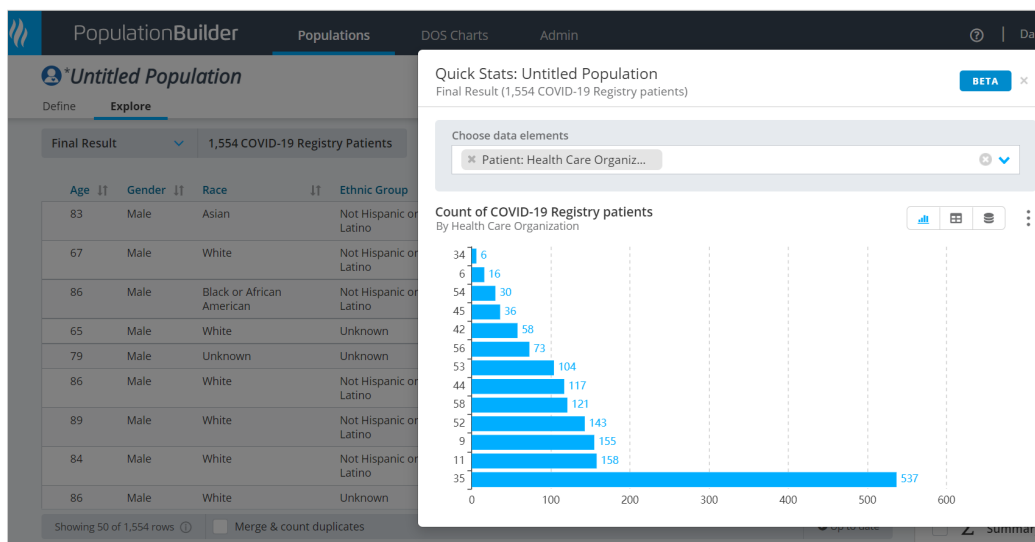 PopulationBuilder Populations DOS Charts Admin Da
*Untitled Population
Define Explore
Final Result 1,554 COVID-19 Registry Patients
Age Gender Race Ethnic Group
83 Male Asian Not Hispanic or
Latino
67 Male White Not Hispanic or
Latino
86 Male Black or African Not Hispanic or
American Latino
65 Male White Unknown
79 Male Unknown Unknown
86 Male White Not Hispanic or
Latino
89 Male White Not Hispanic or
Latino
84 Male White Not Hispanic or
Latino
86 Male White Unknown
Showing 50 of 1,554 rows Merge & count duplicates
Quick Stats: Untitled Population
Final Result (1,554 COVID-19 Registry patients)
BETA
Choose data elements
Patient: Health Care Organiz...
Count of COVID-19 Registry patients
By Health Care Organization
34 6
6 16
54 30
45 36
42 58
56 73
53 104
44 117
58 121
52 143
9 155
11 158
35 537
0 100 200 300 400 500 600
Up to date
Σ Summar